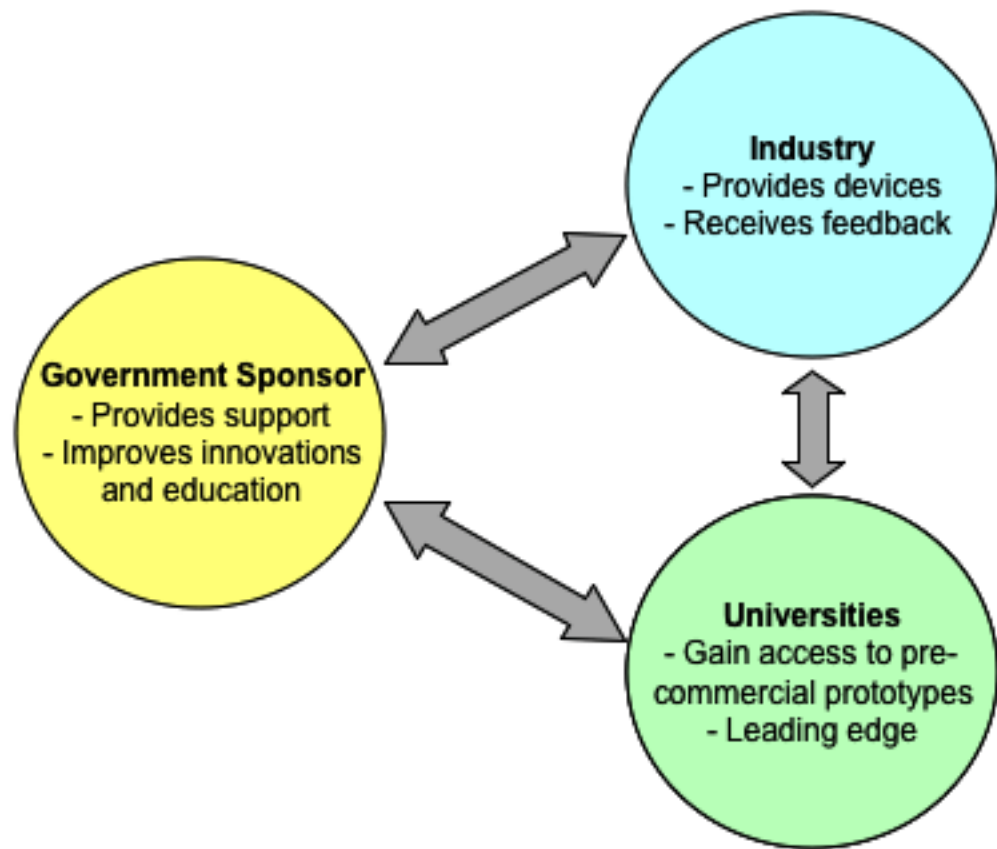 Industry
- Provides devices
- Receives feedback
Government Sponsor
- Provides support
- Improves innovations
and education
Universities
- Gain access to pre-
commercial prototypes
- Leading edge